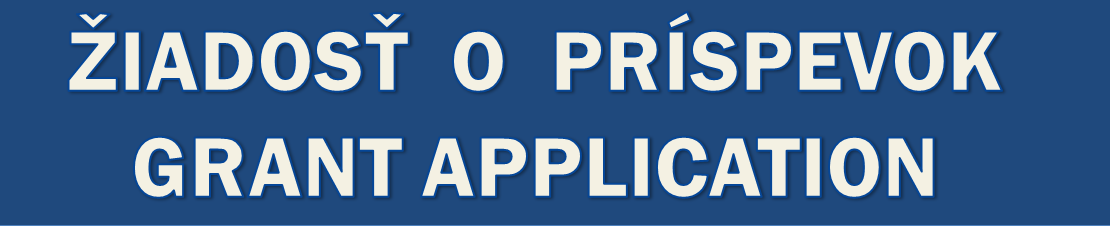 ŽIADOSŤ O PRÍSPEVOK
GRANT APPLICATION